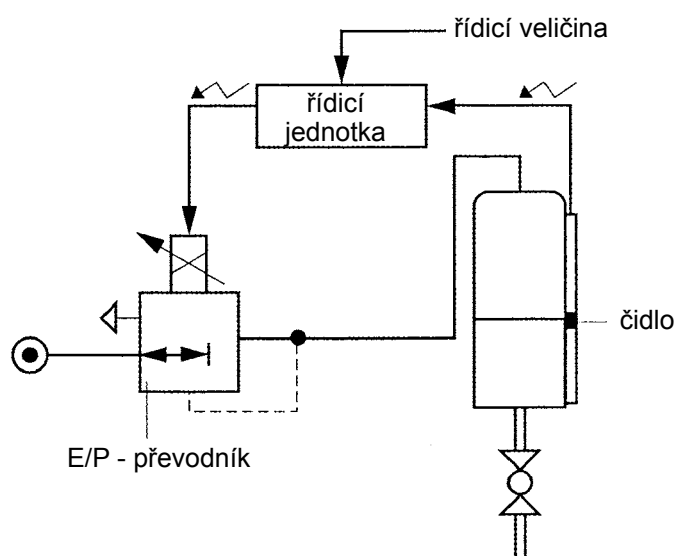 řídicí veličina
řídicí
jednotka
čidlo
E/P - převodník